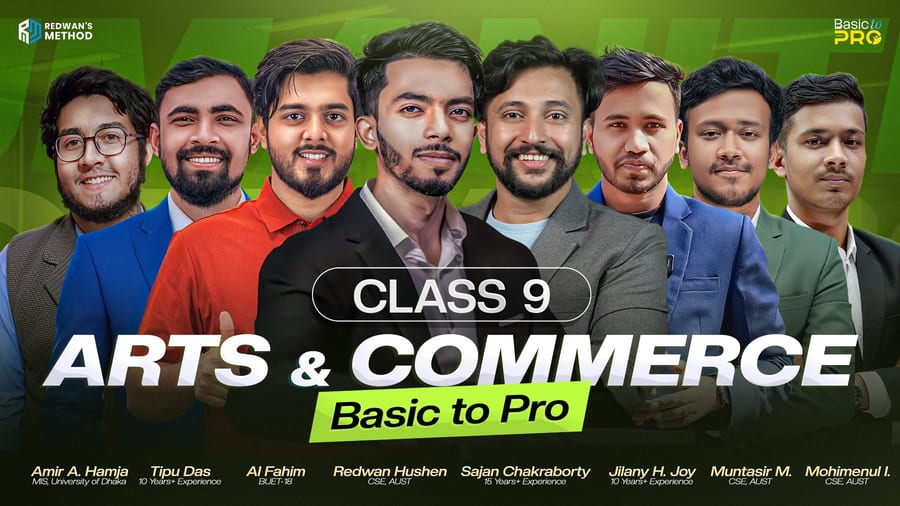 REDWAN'S
METHOD
Basic to
PRO
CLASS 9
ARTS & COMMERCE
Basic to Pro
Amir A. Hamja
MIS, University of Dhaka
Tipu Das
10 Years+ Experience
Al Fahim
BUET-18
Redwan Hushen
CSE, AUST
Sajan Chakraborty
15 Years+ Experience
Jilany H. Joy
10 Years+ Experience
Muntasir M.
CSE, AUST
Mohimenul I.
CSE, AUST